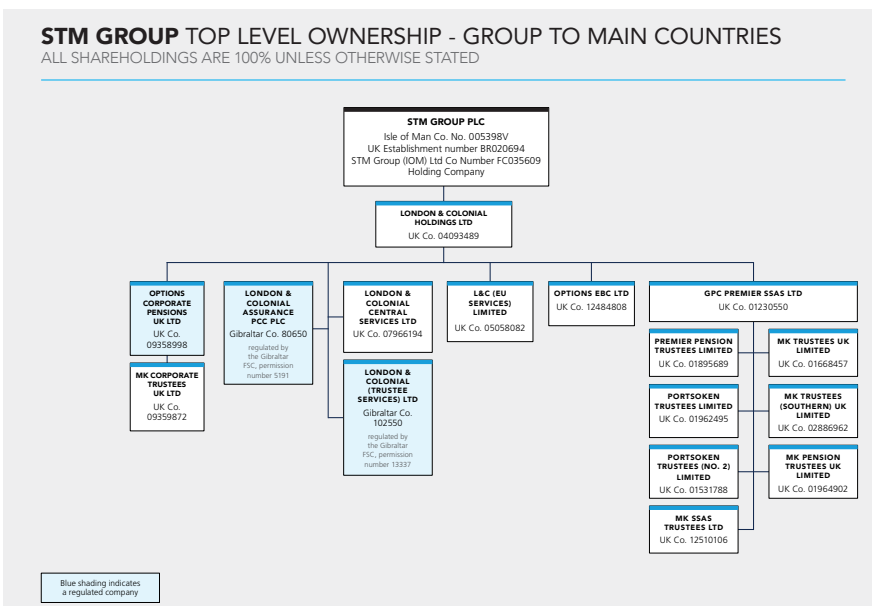 STM GROUP TOP LEVEL OWNERSHIP - GROUP TO MAIN COUNTRIES
ALL SHAREHOLDINGS ARE 100% UNLESS OTHERWISE STATED
STM GROUP PLC
Isle of Man Co. No. 005398V
UK Establishment number BR020694
STM Group (IOM) Ltd Co Number FC035609
Holding Company
LONDON & COLONIAL
HOLDINGS LTD
UK Co. 04093489
OPTIONS
CORPORATE
PENSIONS
UK LTD
UK Co.
09358998
MK CORPORATE
TRUSTEES
UK LTD
UK Co.
09359872
LONDON &
COLONIAL
ASSURANCE
PCC PLC
Gibraltar Co. 80650
regulated by
the Gibraltar
FSC, permission
number 5191
LONDON &
COLONIAL
CENTRAL
SERVICES LTD
UK Co. 07966194
LONDON &
COLONIAL
(TRUSTEE
SERVICES) LTD
Gibraltar Co.
102550
regulated by
the Gibraltar
FSC, permission
number 13337
L&C (EU
SERVICES)
LIMITED
UK Co. 05058082
OPTIONS EBC LTD
UK Co. 12484808
GPC PREMIER SSAS LTD
UK Co. 01230550
PREMIER PENSION
TRUSTEES LIMITED
UK Co. 01895689
MK TRUSTEES UK
LIMITED
UK Co. 01668457
PORTSOKEN
TRUSTEES LIMITED
UK Co. 01962495
MK TRUSTEES
(SOUTHERN) UK
LIMITED
UK Co. 02886962
PORTSOKEN
TRUSTEES (NO. 2)
LIMITED
UK Co. 01531788
MK PENSION
TRUSTEES UK
LIMITED
UK Co. 01964902
MK SSAS
TRUSTEES LTD
UK Co. 12510106
Blue shading indicates
a regulated company